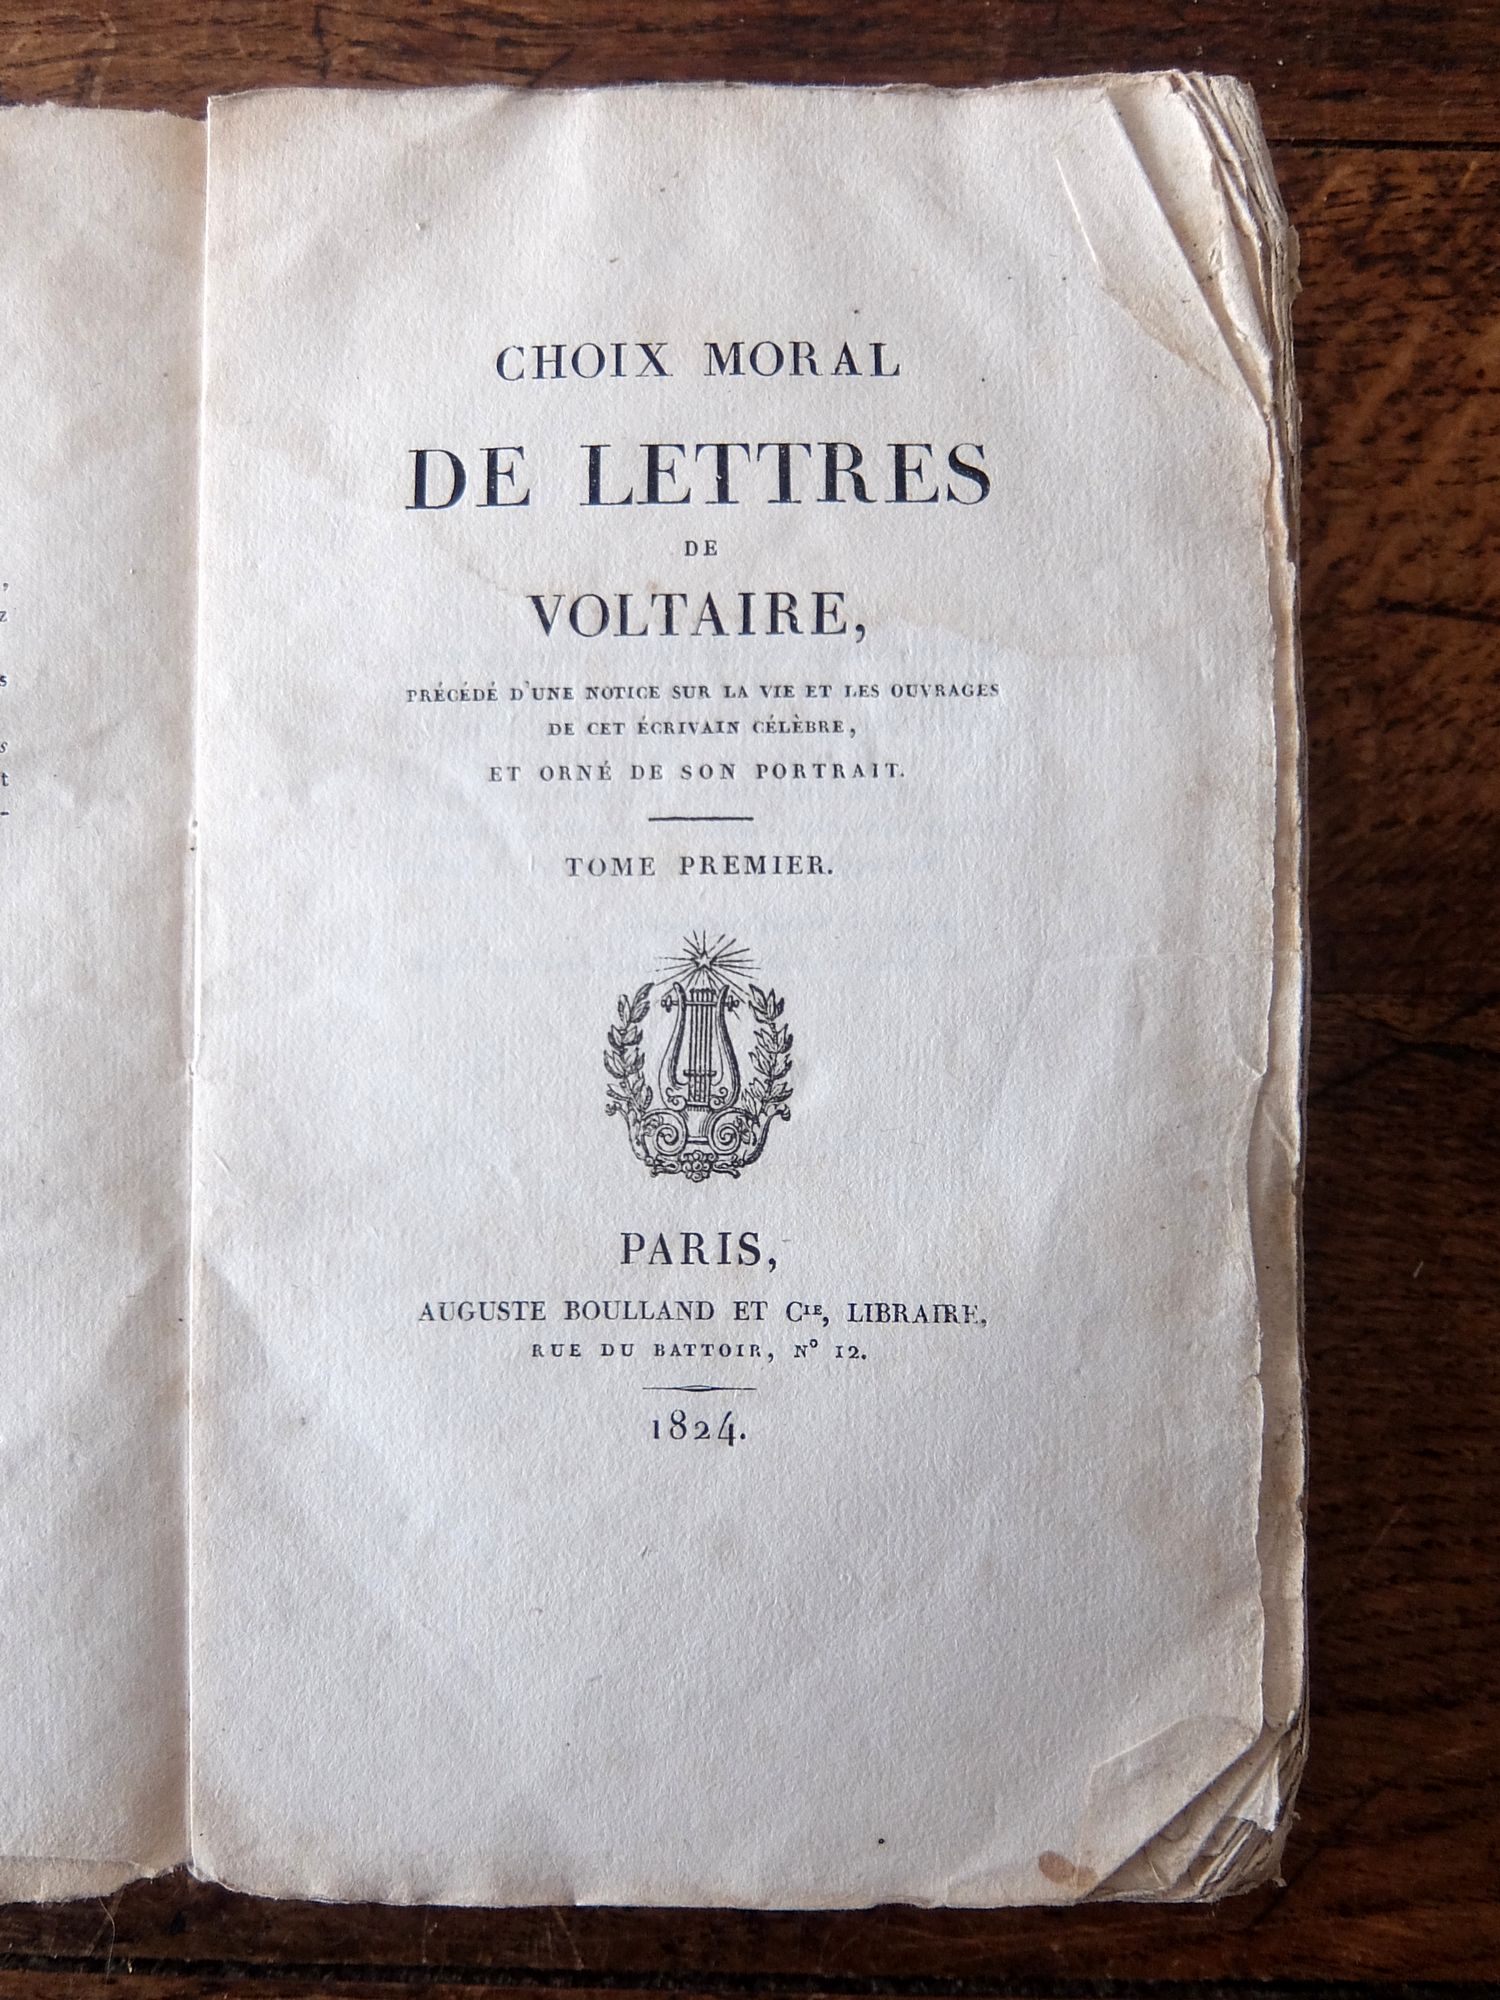 ,
z
s
s
t
-
CHOIX MORAL
DE LETTRES
DE
VOLTAIRE,
PRÉCÉDÉ D'UNE NOTICE SUR LA VIE ET LES OUVRAGES
DE CET ÉCRIVAIN CÉLÈBRE,
ET ORNÉ DE SON PORTRAIT.
TOME PREMIER.
PARIS,
AUGUSTE BOULLAND ET CIE, LIBRAIRE,
RUE DU BATTOIR, N° 12.
1824.